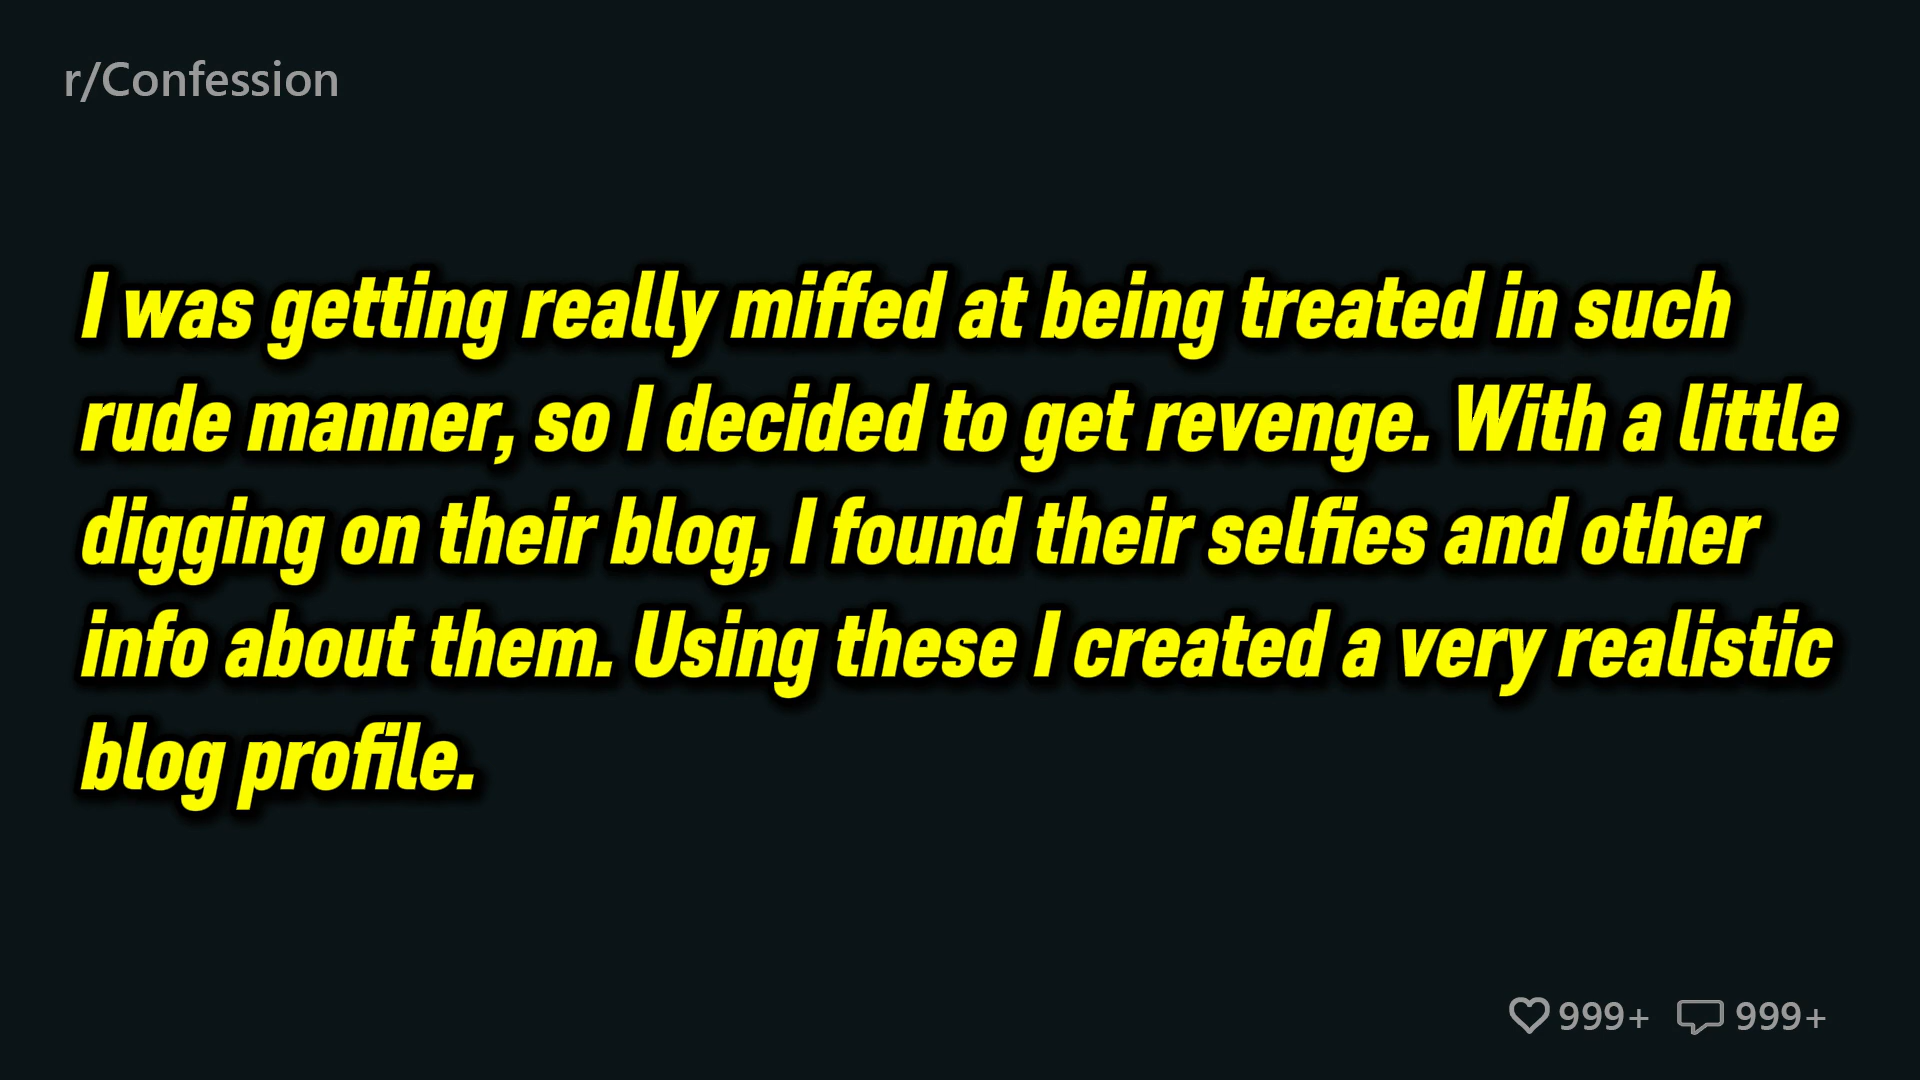 r/Confession
I was getting really miffed at being treated in such
rude manner, so I decided to get revenge. With a little
digging on their blog, I found their selfies and other
info about them. Using these I created a very realistic
blog profile.
999+ 999+